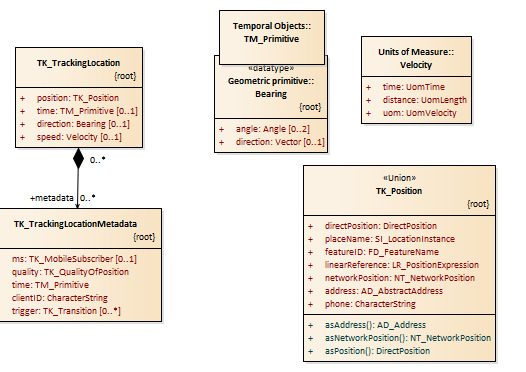 TK_TrackingLocation
{root}
+ position: TK_Position
+ time: TM_Primitive [0..1]
+ direction: Bearing [0..1]
+ speed: Velocity [0..1]
0..*
+metadata 0..*
TK_TrackingLocationMetadata
{root}
ms: TK_MobileSubscriber [0..1]
quality: TK_QualityOfPosition
time: TM_Primitive
clientID: CharacterString
trigger: TK_Transition [0..*]
Temporal Objects::
TM_Primitive
«datatype»
Geometric primitive::
Bearing
{root}
+ angle: Angle [0..2]
+ direction: Vector [0..1]
Units of Measure::
Velocity
+ time: UomTime
+ distance: UomLength
+ uom: UomVelocity
«Union»
TK_Position
{root}
+ directPosition: DirectPosition
+ placeName: SI_LocationInstance
+ featureID: FD_FeatureName
+ linearReference: LR_PositionExpression
+ networkPosition: NT_NetworkPosition
+ address: AD_AbstractAddress
+ phone: CharacterString
+ asAddress(): AD_Address
+ asNetworkPosition(): NT_NetworkPosition
+ asPosition(): DirectPosition